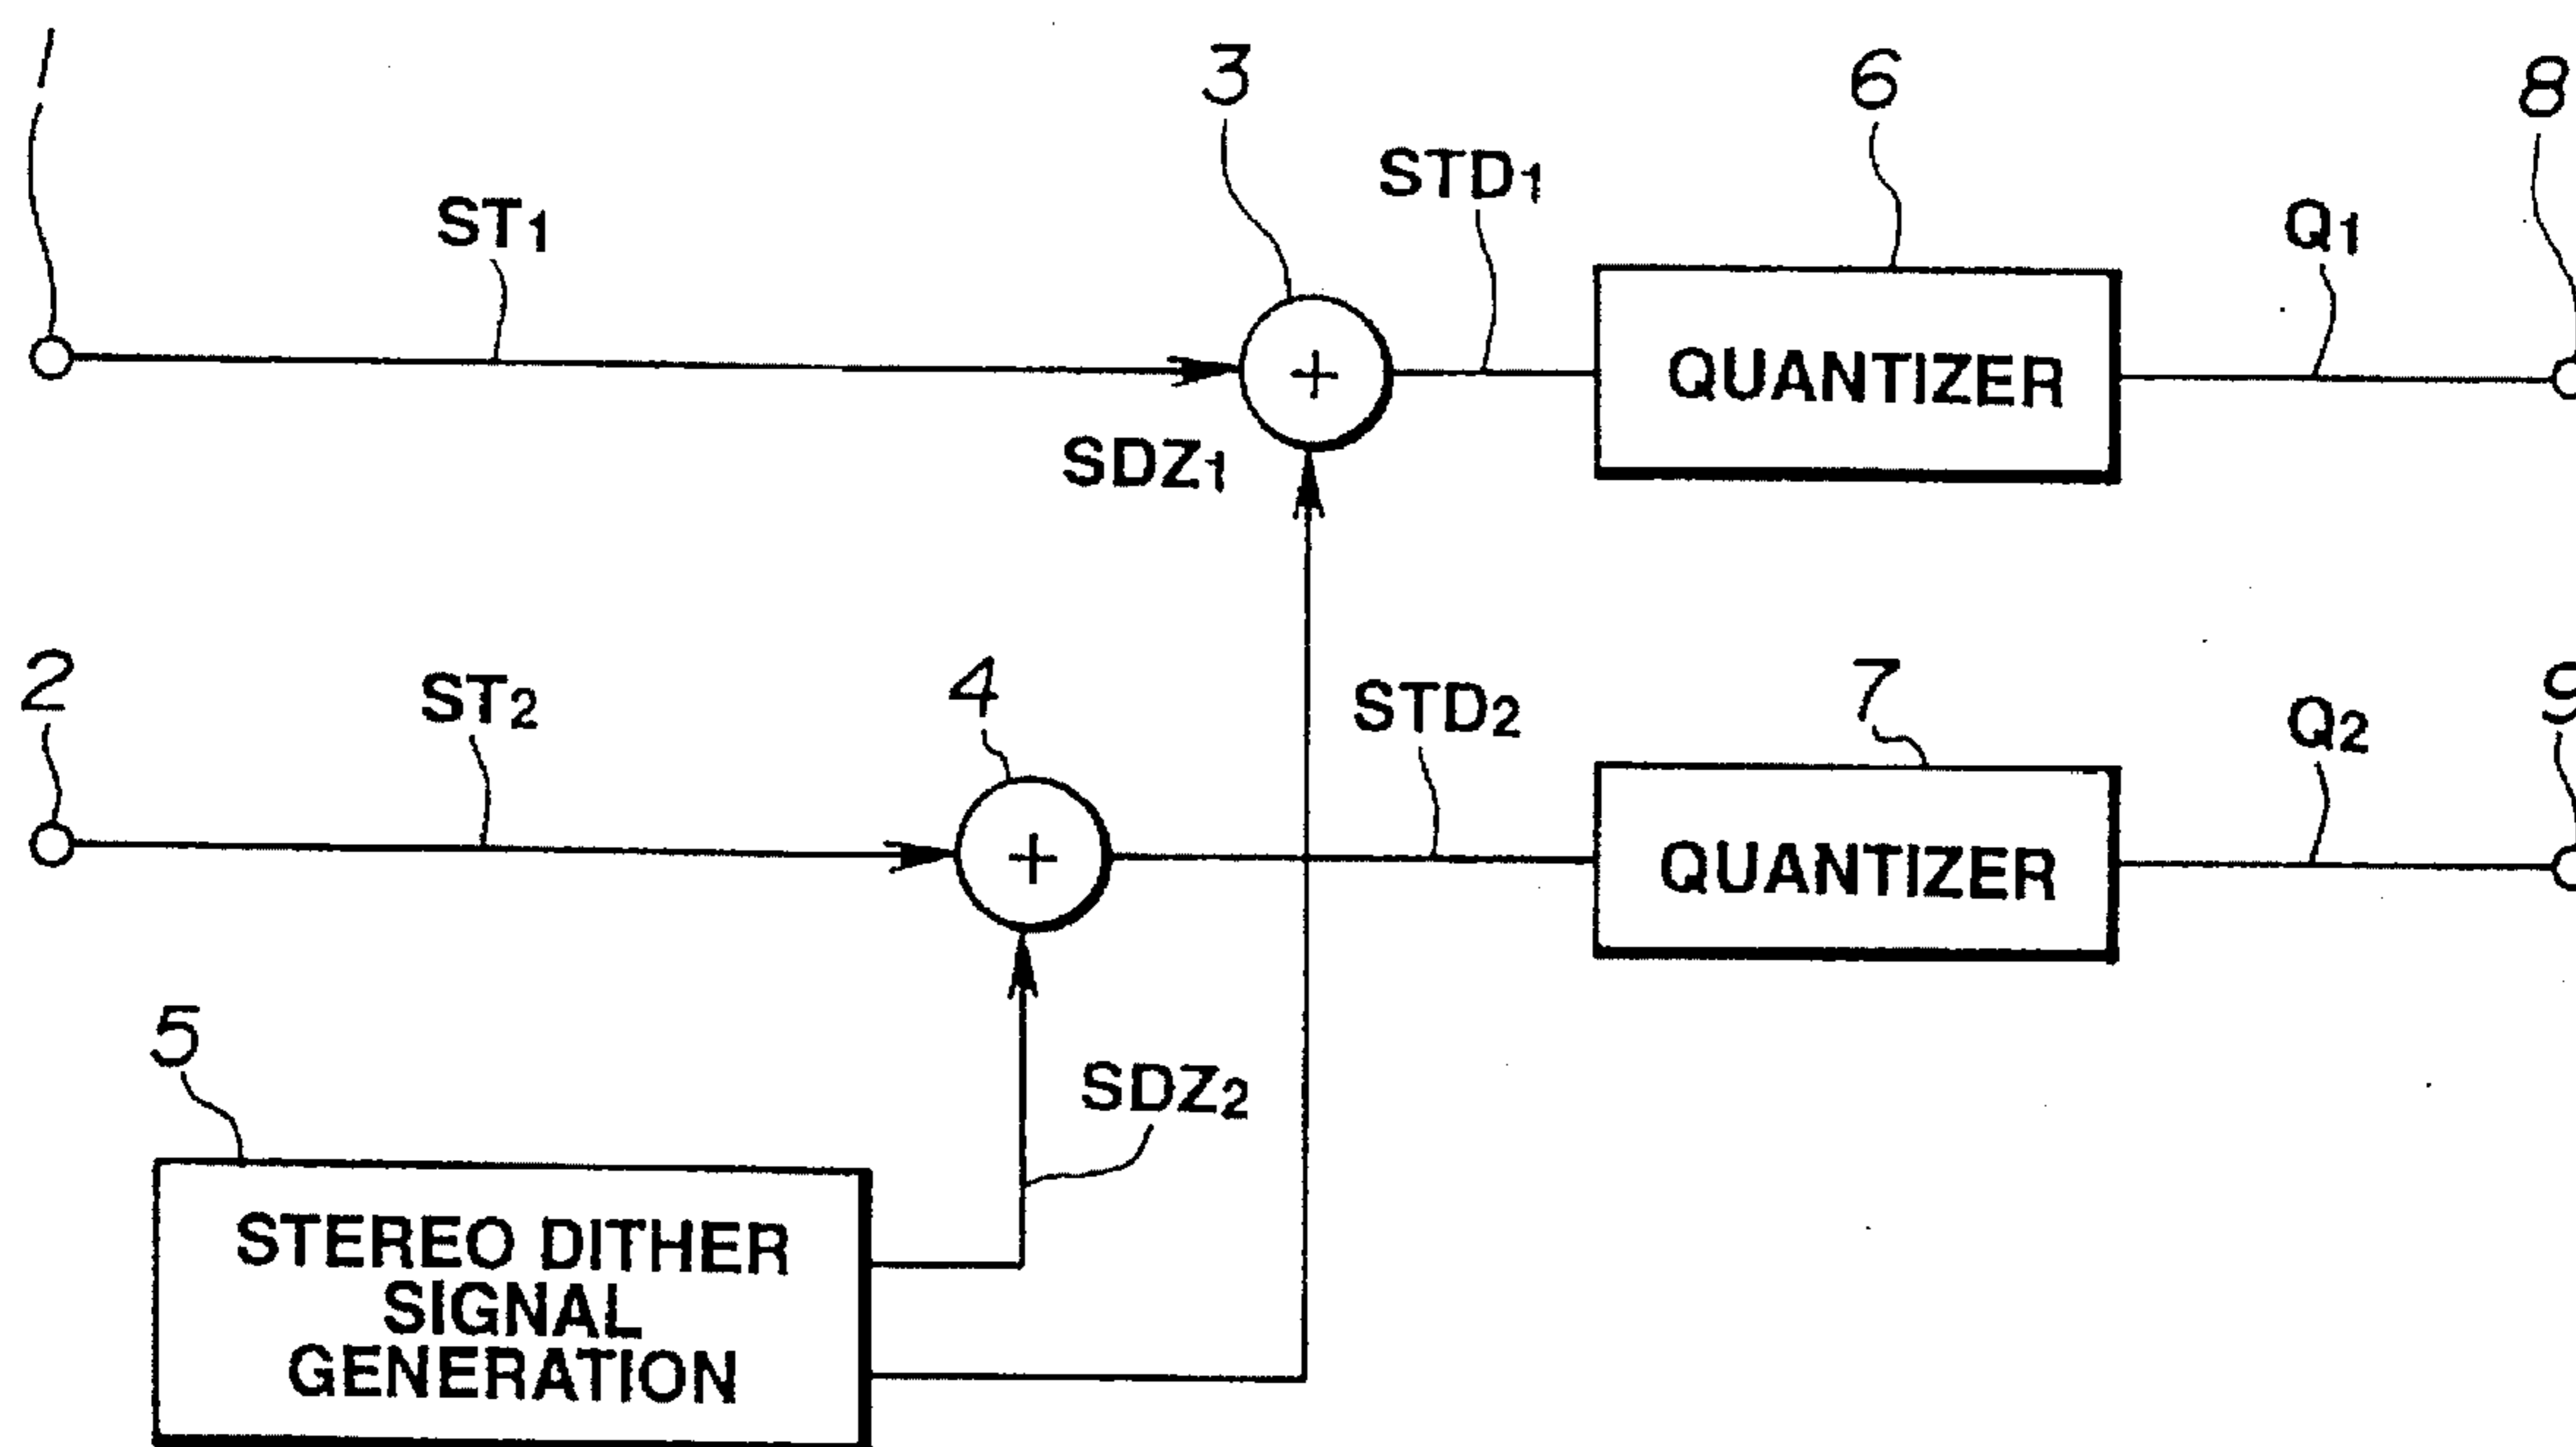 1
3
6
8
ST1
STD1
Q1
+
QUANTIZER
SDZ1
2
ST2
4
STD2
7
Q2
9
+
QUANTIZER
5
SDZ2
STEREO DITHER
SIGNAL
GENERATION